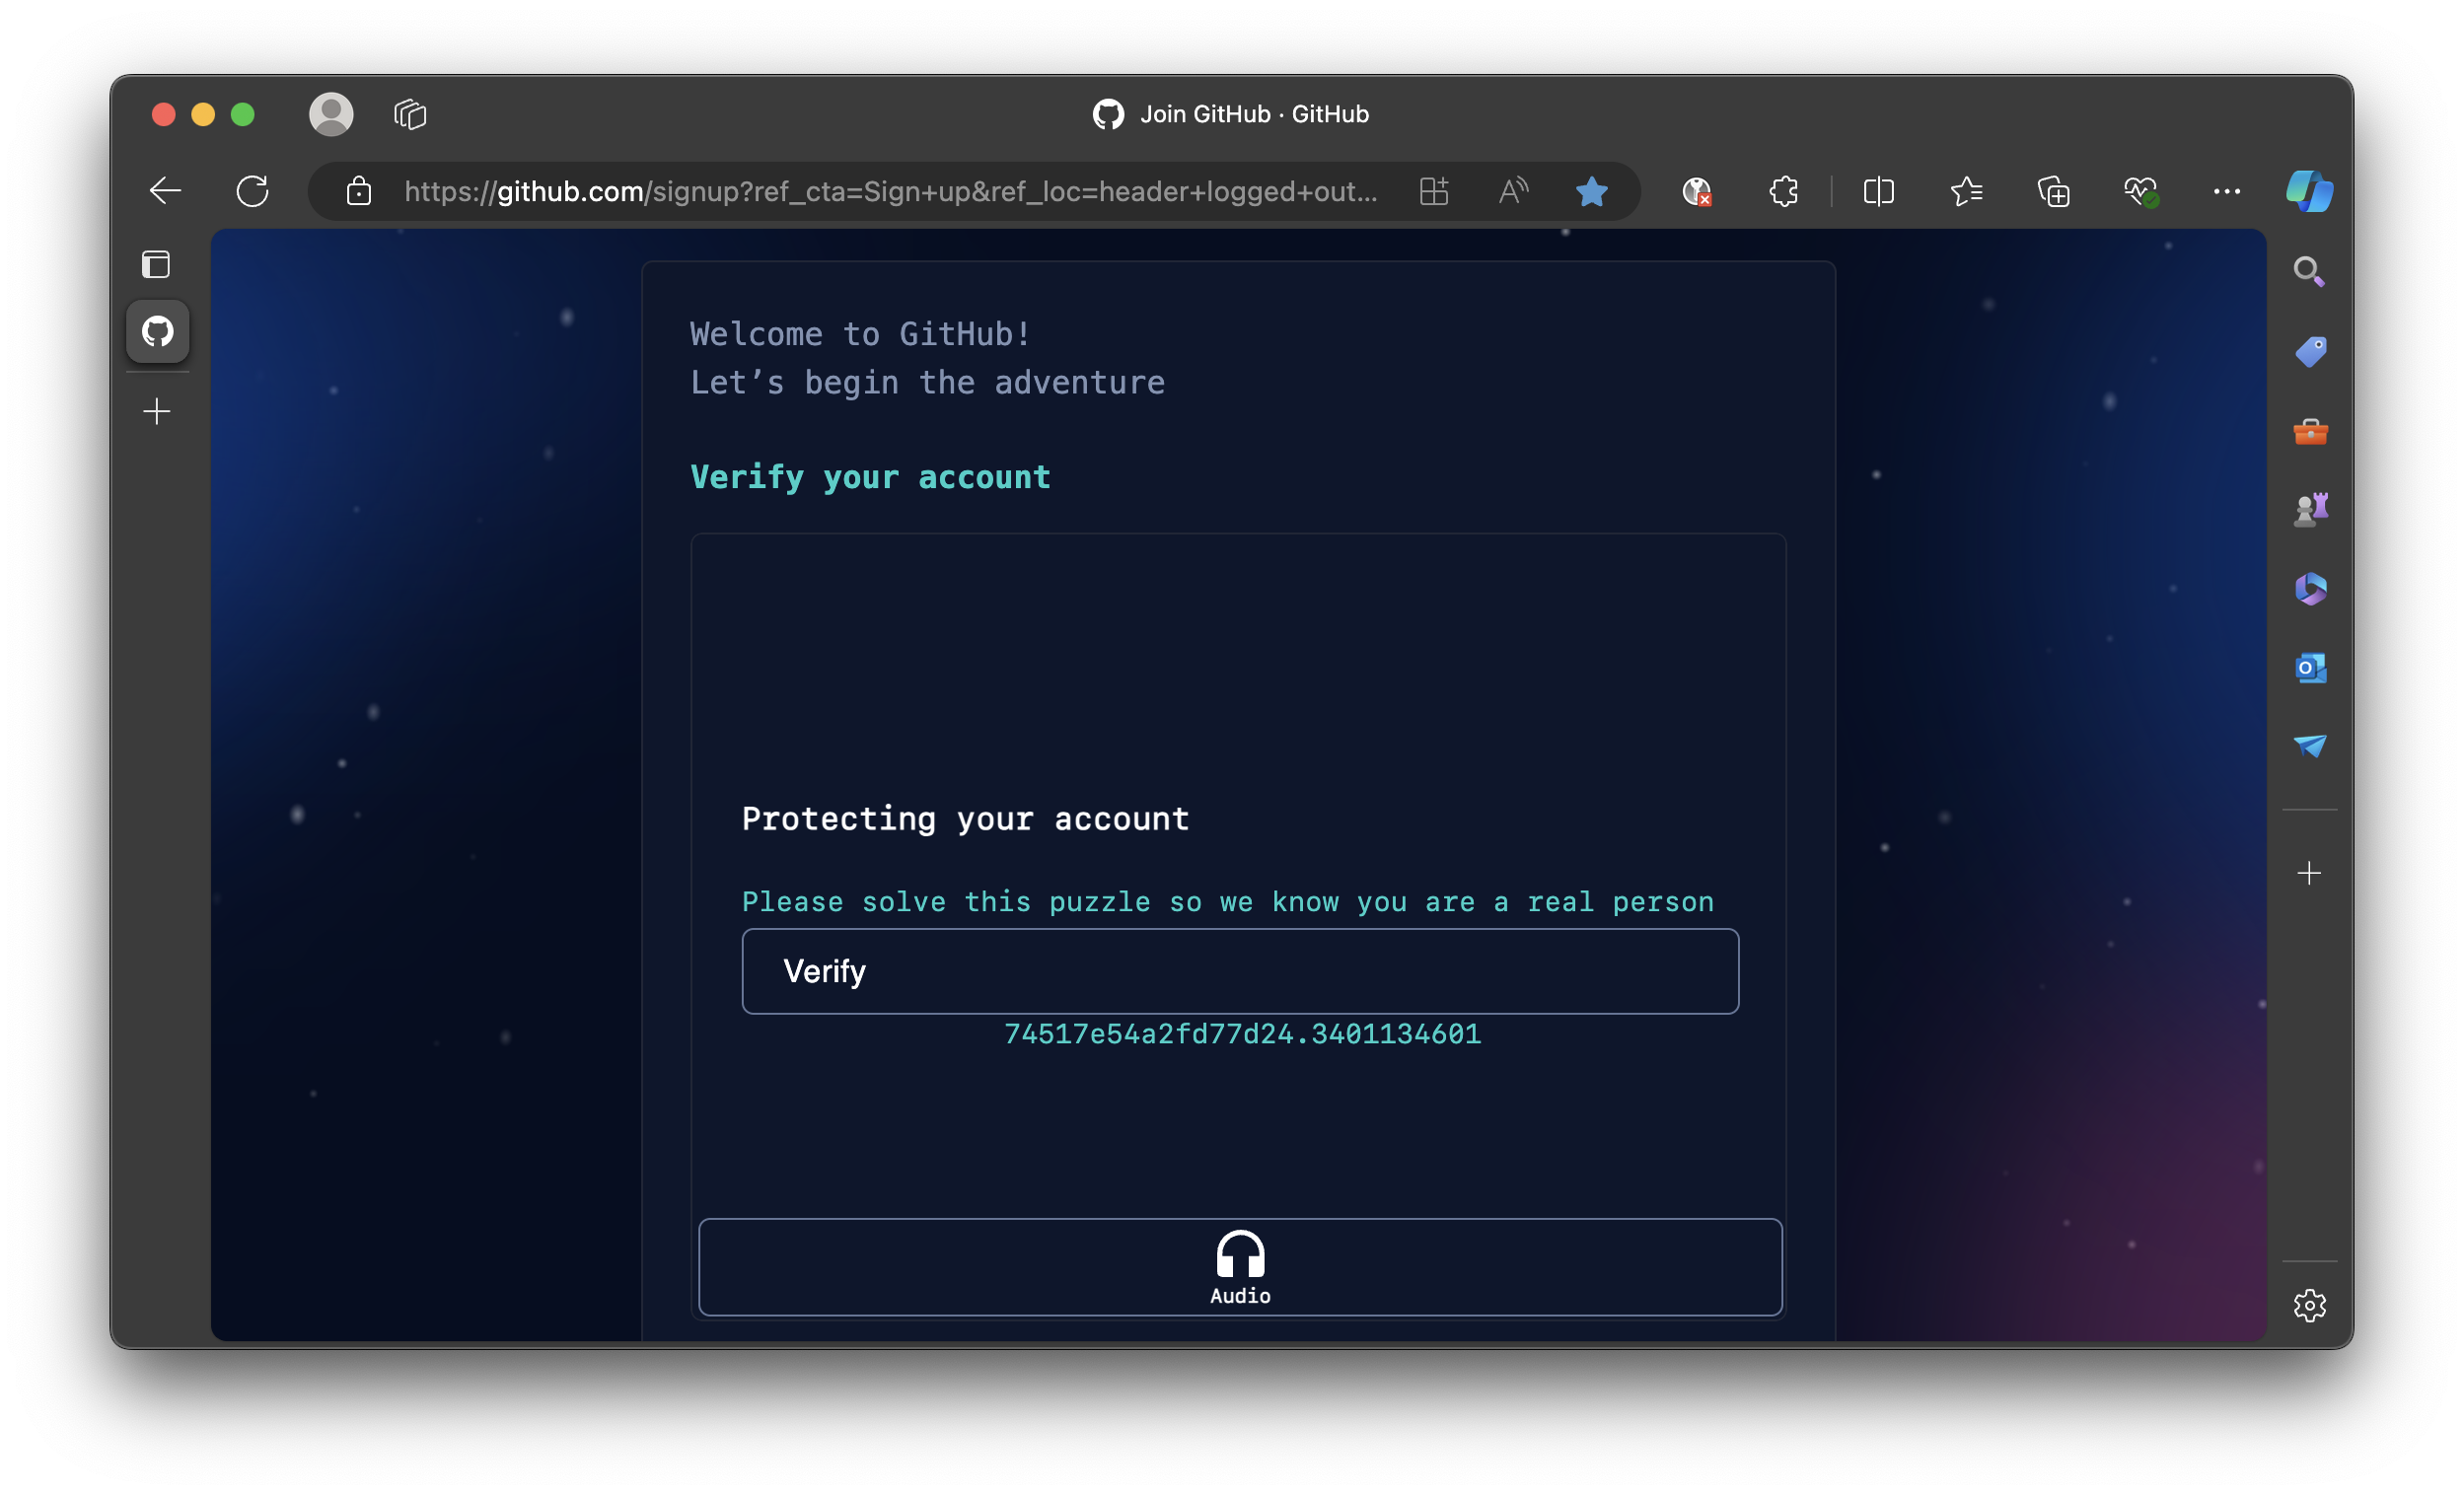 Join GitHub · GitHub
https://github.com/signup?ref_cta=Sign+up&ref_loc=header+logged+out...
Welcome to GitHub!
Let’s begin the adventure
Verify your account
Protecting your account
Please solve this puzzle so we know you are a real person
Verify
74517e54a2fd77d24.3401134601
Audio